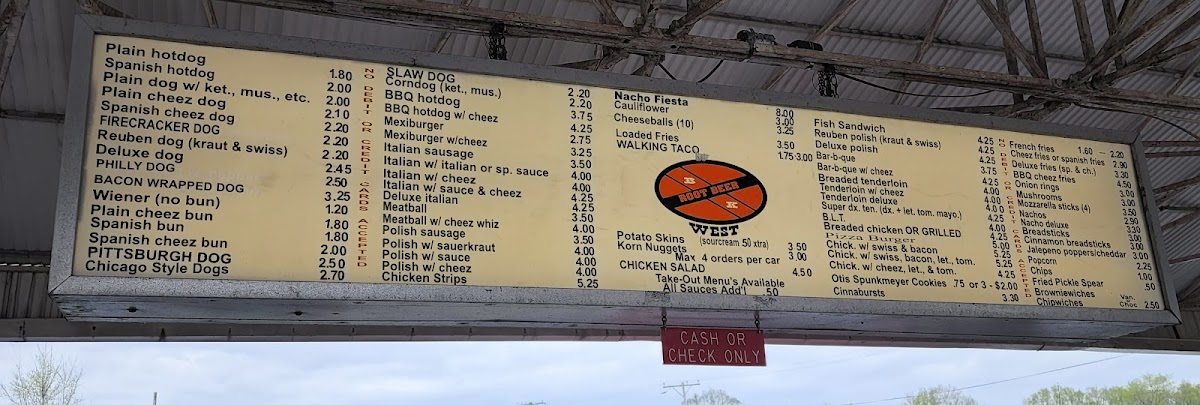 Plain hotdog
Spanish hotdog
Plain dog w/ ket., mus., etc.
Plain cheez dog
Spanish cheez dog
FIRECRACKER DOG
Reuben dog (kraut & swiss)
Deluxe dog
PHILLY DOG
BACON WRAPPED DOG
Wiener (no bun)
Plain cheez bun
Spanish bun
Spanish cheez bun
PITTSBURGH DOG
Chicago Style Dogs
1.80
2.00
2.00
2.10
2.20
2.20
2.45
2.50
3.25
1.20
1.80
1.80
2.00
2.50
2.70
NO DEBIT OR CREDIT CARDS ACCEPTED
SLAW DOG
Corndog (ket., mus.)
BBQ hotdog
BBQ hotdog w/ cheez
Mexiburger
Mexiburger w/cheez
Italian sausage
Italian w/ italian or sp. sauce
Italian w/ cheez
Italian w/ sauce & cheez
Deluxe italian
Meatball
Meatball w/ cheez whiz
Polish sausage
Polish w/ sauerkraut
Polish w/ sauce
Polish w/ cheez
Chicken Strips
2.20
2.20
3.75
4.25
2.75
3.25
3.50
4.00
4.00
4.25
4.25
3.50
4.00
3.50
4.00
4.00
4.00
5.25
Nacho Fiesta 8.00
Cauliflower 3.00
Cheeseballs (10) 3.25
Loaded Fries 3.50
WALKING TACO 1.75 3.00
B
ROOT BEER
K
WEST
Potato Skins (sourcream 50 xtra) 3 50
Korn Nuggets 3 00
Max 4 orders per car
CHICKEN SALAD 4 50
Take-Out Menu's Available
All Sauces Add'l 50
Fish Sandwich
Reuben polish (kraut & swiss)
Deluxe polish
Bar-b-que
Bar-b-que w/ cheez
Breaded tenderloin
Tenderloin w/ cheez
Tenderloin deluxe
Super dx. ten. (dx. + let. tom. mayo.)
B.L.T.
Breaded chicken OR GRILLED
Pizza Burger
Chick. w/ swiss & bacon
Chick. w/ swiss, bacon, let., tom.
Chick. w/ cheez, let., & tom.
Otis Spunkmeyer Cookies .75 or 3 - $2.00
Cinnabursts 3.30
4.25
4.25
4.25
3.75
4.25
4.00
4.00
4.25
4.00
4.25
4.25
5.00
5.25
5.25
4.25
NO DEBIT OR CREDIT CARDS ACCEPTED
French fries 1.60 - 2.20
Cheez fries or spanish fries 2.90
Deluxe fries (sp. & ch.) 3.30
BBQ cheez fries 4.50
Onion rings 3.00
Mushrooms 3.00
Mozzarella sticks (4) 3.50
Nachos 2.90
Nacho deluxe 3.30
Breadsticks 3.00
Cinnamon breadsticks 3.00
Jalepeno poppers/cheddar 3.00
Popcorn 2.25
Chips 1.00
Fried Pickle Spear .50
Browniewiches
Chipwiches Van. Choc 2.50
CASH OR
CHECK ONLY